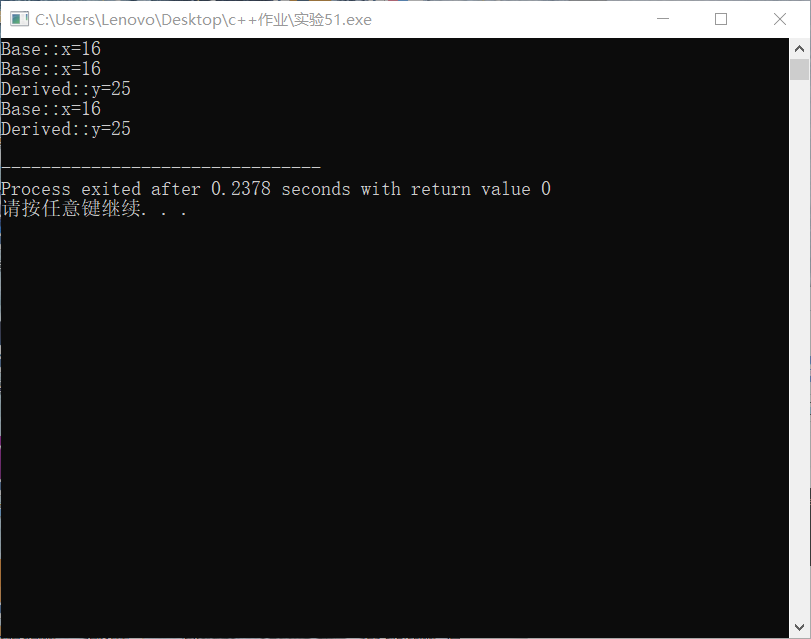 C:\Users\Lenovo\Desktop\c++作业\实验51.exe
Base::x=16
Base::x=16
Derived::y=25
Base::x=16
Derived::y=25
--------------------------------
Process exited after 0.2378 seconds with return value 0
请按任意键继续. . .